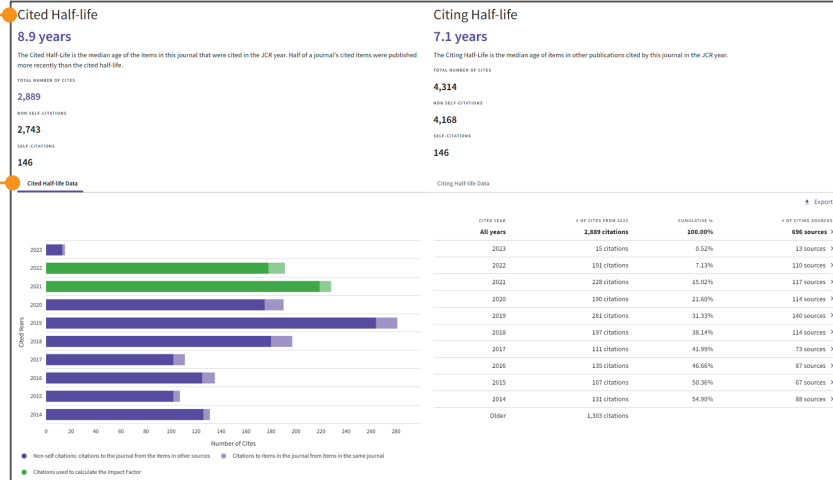 Cited Half-life
8.9 years
The Cited Half-Life is the median age of the items in this journal that were cited in the JCR year. Half of a journal's cited items were published
more recently than the cited half-life.
TOTAL NUMBER OF CITES
2,889
NON SELF-CITATIONS
2,743
SELF-CITATIONS
146
Citing Half-life
7.1 years
The Citing Half-Life is the median age of items in other publications cited by this journal in the JCR year.
TOTAL NUMBER OF CITES
4,314
NON SELF-CITATIONS
4,168
SELF-CITATIONS
146
Cited Half-life Data
Citing Half-life Data
Export
Cited Years
2023
2022
2021
2020
2019
2018
2017
2016
2015
2014
0 20 40 60 80 100 120 140 160 180 200 220 240 260 280
Number of Cites
Non-self citations: citations to the journal from the items in other sources
Citations to items in the journal from items in the same journal
Citations used to calculate the Impact Factor
CITED YEAR # OF CITES FROM 2023 CUMULATIVE % # OF CITING SOURCES
All years 2,889 citations 100.00% 696 sources >
2023 15 citations 0.52% 13 sources >
2022 191 citations 7.13% 110 sources >
2021 228 citations 15.02% 117 sources >
2020 190 citations 21.60% 114 sources >
2019 281 citations 31.33% 140 sources >
2018 197 citations 38.14% 114 sources >
2017 111 citations 41.99% 73 sources >
2016 135 citations 46.66% 87 sources >
2015 107 citations 50.36% 67 sources >
2014 131 citations 54.90% 88 sources >
Older 1,303 citations